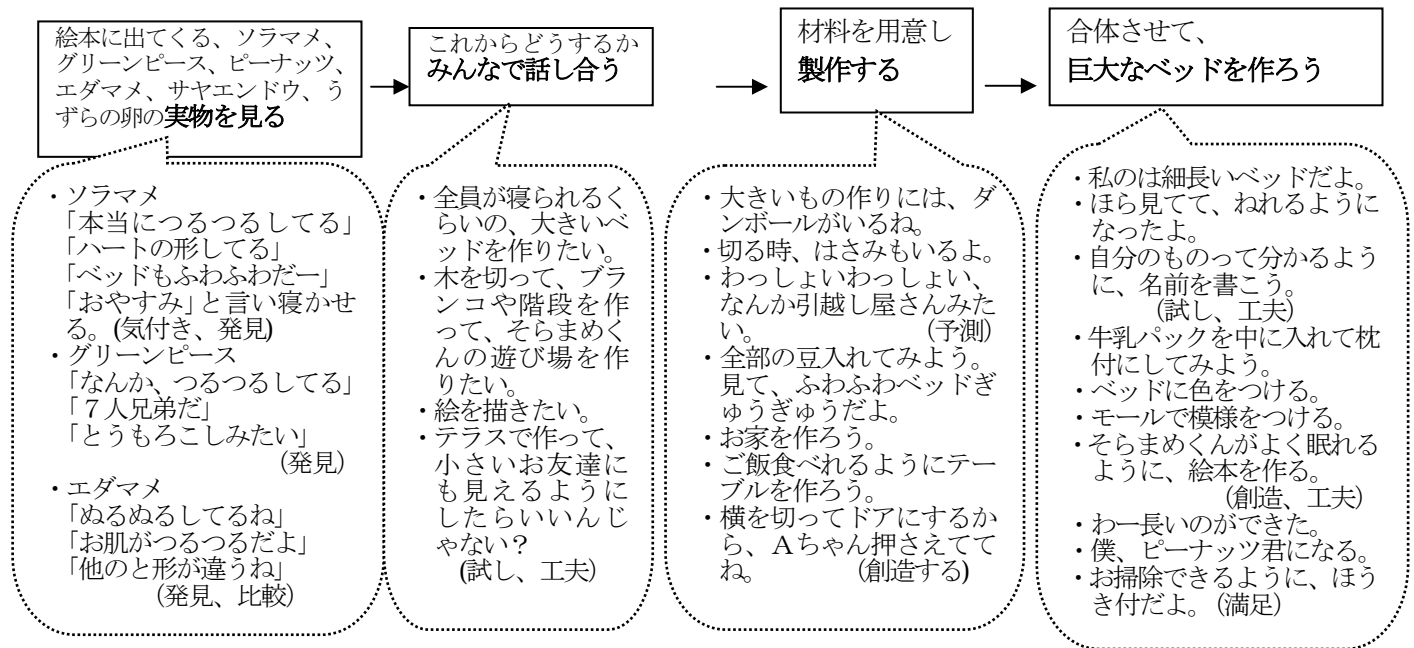 絵本に出てくる、ソラマメ、
グリーンピース、ピーナッツ、
エダマメ、サヤエンドウ、う
ずらの卵の実物を見る
これからどうするか
みんなで話し合う
材料を用意し
製作する
合体させて、
巨大なベッドを作ろう
・ソラマメ
「本当につるつるしてる」
「ハートの形してる」
「ベッドもふわふわだー」
「おやすみ」と言い寝かせ
る。(気付き、発見)
・グリーンピース
「なんか、つるつるしてる」
「7人兄弟だ」
「とうもろこしみたい」
(発見)
・エダマメ
「ぬるぬるしてるね」
「お肌がつるつるだよ」
「他のと形が違うね」
(発見、比較)
・全員が寝られるく
らいの、大きいベ
ッドを作りたい。
・木を切って、ブラ
ンコや階段を作
って、そらまめく
んの遊び場を作
りたい。
・絵を描きたい。
・テラスで作って、
小さいお友達に
も見えるように
したらいいんじ
ゃない?
(試し、工夫)
・大きいもの作りには、ダ
ンボールがいるね。
・切る時、はさみもいるよ。
・わっしょいわっしょい、
なんか引越し屋さんみた
い。 (予測)
・全部の豆入れてみよう。
見て、ふわふわベッドぎ
ゅうぎゅうだよ。
・お家を作ろう。
・ご飯食べれるようにテー
ブルを作ろう。
・横を切ってドアにするか
ら、Aちゃん押さえてて
ね。 (創造する)
・私のは細長いベッドだよ。
・ほら見てて、ねれるように
なったよ。
・自分のものって分かるよう
に、名前を書こう。
(試し、工夫)
・牛乳パックを中に入れて枕
付にしてみよう。
・ベッドに色をつける。
・モールで模様をつける。
・そらまめくんがよく眠れる
ように、絵本を作る。
(創造、工夫)
・わー長いのができた。
・僕、ピーナッツ君になる。
・お掃除できるように、ほう
き付だよ。(満足)